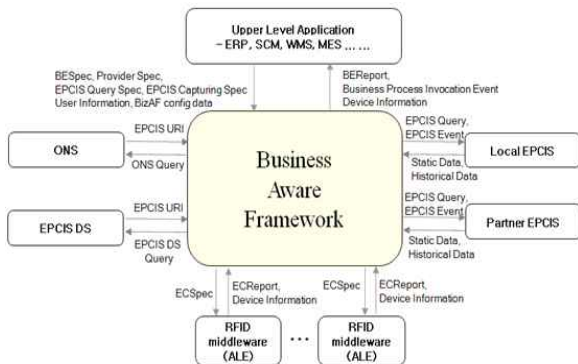 Upper Level Application
- ERP, SCM, WMS, MES ... ...
BESpec, Provider Spec,
EPCIS Query Spec, EPCIS Capturing Spec
User Information, BizAF config data
BEReport,
Business Process Invocation Event
Device Information
ONS
EPCIS URI
ONS Query
EPCIS DS
EPCIS URI
EPCIS DS
Query
Business
Aware
Framework
EPCIS Query,
EPCIS Event
Static Data,
Historical Data
Local EPCIS
EPCIS Query,
EPCIS Event
Static Data,
Historical Data
Partner EPCIS
ECSpec
ECReport,
Device Information
ECSpec
ECReport,
Device Information
RFID
middleware
(ALE)
...
RFID
middleware
(ALE)